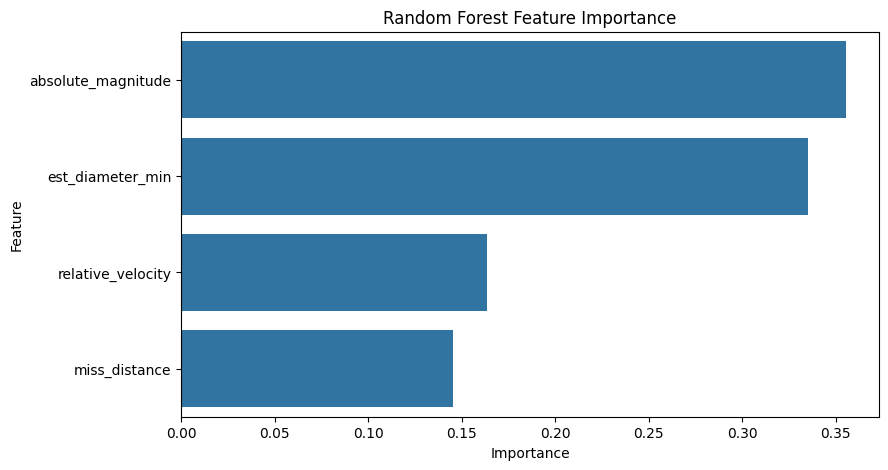 Random Forest Feature Importance
absolute_magnitude
est_diameter_min
relative_velocity
miss_distance
Feature
0.00 0.05 0.10 0.15 0.20 0.25 0.30 0.35
Importance